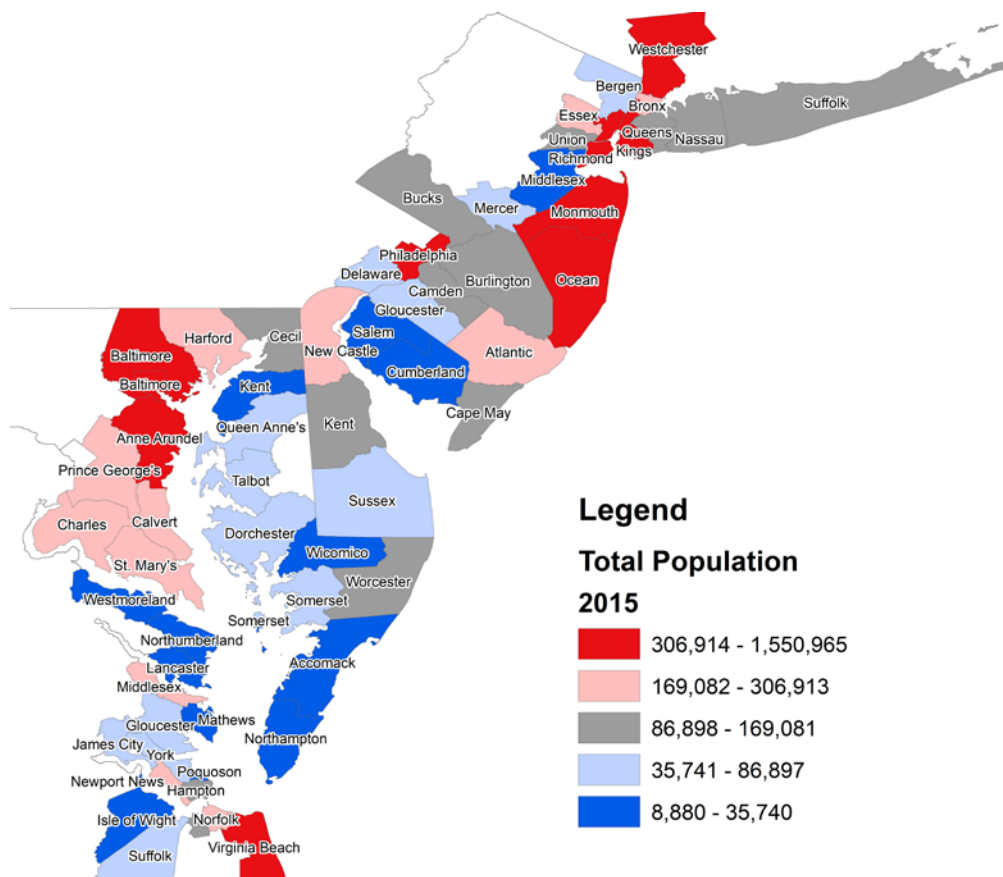 Westchester
Bergen
Bronx
Suffolk
Essex
Queens
Nassau
Union
Kings
Richmond
Middlesex
Bucks
Mercer
Monmouth
Philadelphia
Delaware
Ocean
Burlington
Camden
Gloucester
Harford
Cecil
Salem
Baltimore
New Castle
Atlantic
Cumberland
Baltimore
Kent
Cape May
Kent
Queen Anne's
Anne Arundel
Prince George's
Talbot
Sussex
Charles
Calvert
Dorchester
Wicomico
St. Mary's
Worcester
Westmoreland
Somerset
Somerset
Northumberland
Accomack
Lancaster
Middlesex
Gloucester
Mathews
Northampton
James City
York
Poquoson
Newport News
Hampton
Isle of Wight
Norfolk
Virginia Beach
Suffolk
Legend
Total Population
2015
306,914 - 1,550,965
169,082 - 306,913
86,898 - 169,081
35,741 - 86,897
8,880 - 35,740